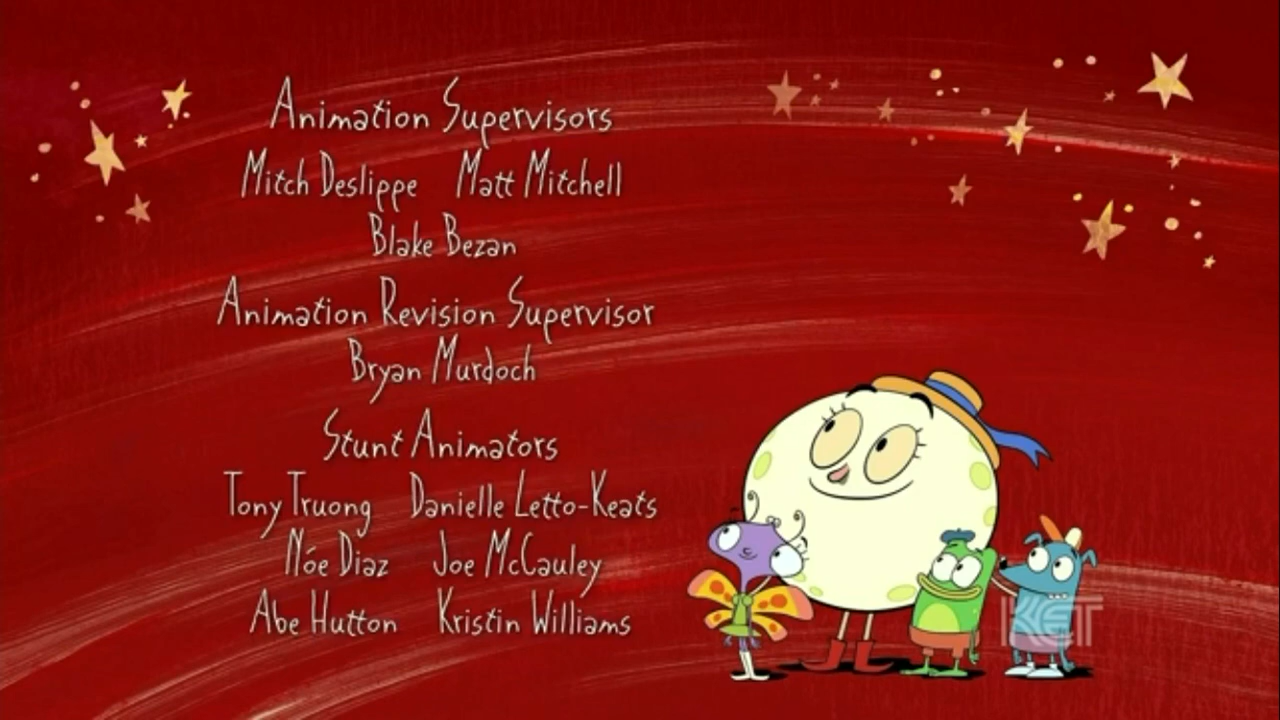 Animation Supervisors
Mitch Deslippe Matt Mitchell
Blake Bezan
Animation Revision Supervisor
Bryan Murdoch
Stunt Animators
Tony Truong Danielle Letto-Keats
Nóe Diaz Joe McCauley
Abe Hutton Kristin Williams
KET